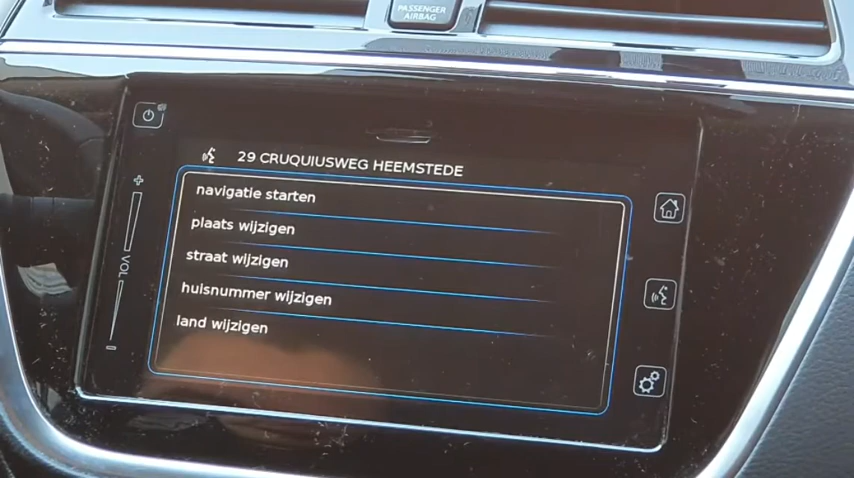 PASSENGER
AIRBAG
29 CRUQUIUSWEG HEEMSTEDE
navigatie starten
plaats wijzigen
straat wijzigen
huisnummer wijzigen
land wijzigen
+
VOL
-